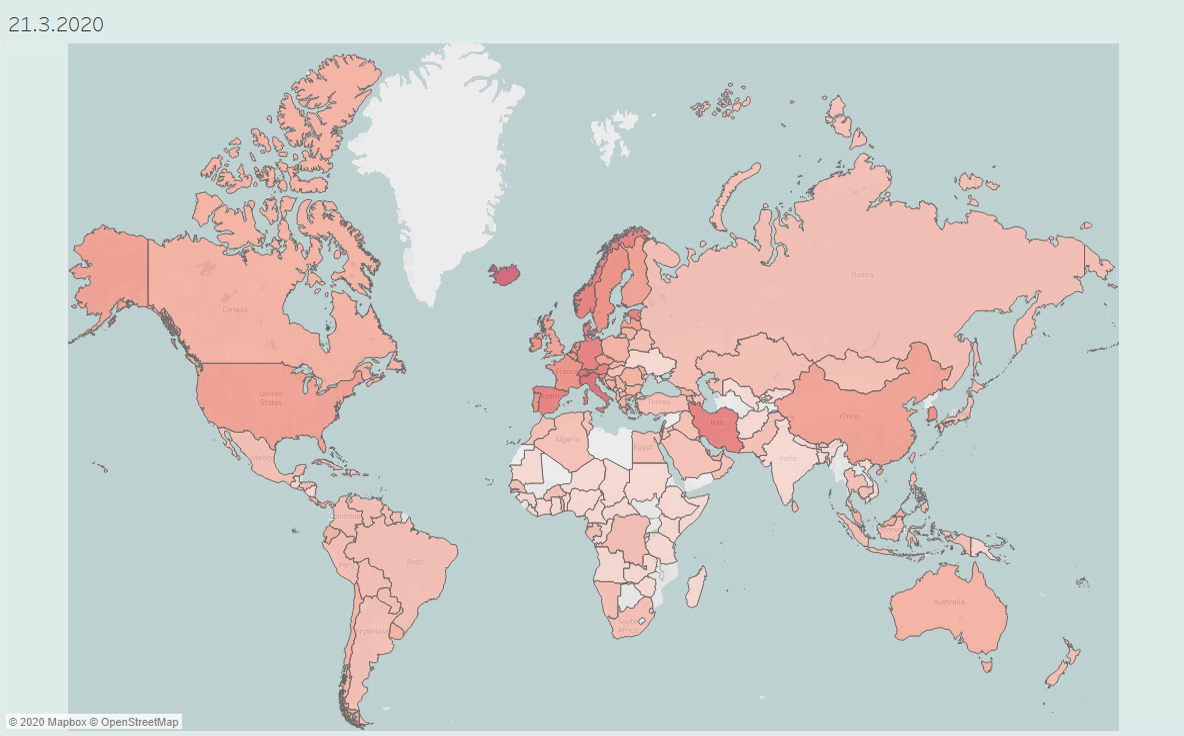 21.3.2020
Russia
Canada
United
States
France
Spain
Turkey
Iran
China
Algeria
Egypt
Mexico
India
Colombia
Brazil
Peru
Australia
South
Africa
Argentina
© 2020 Mapbox © OpenStreetMap